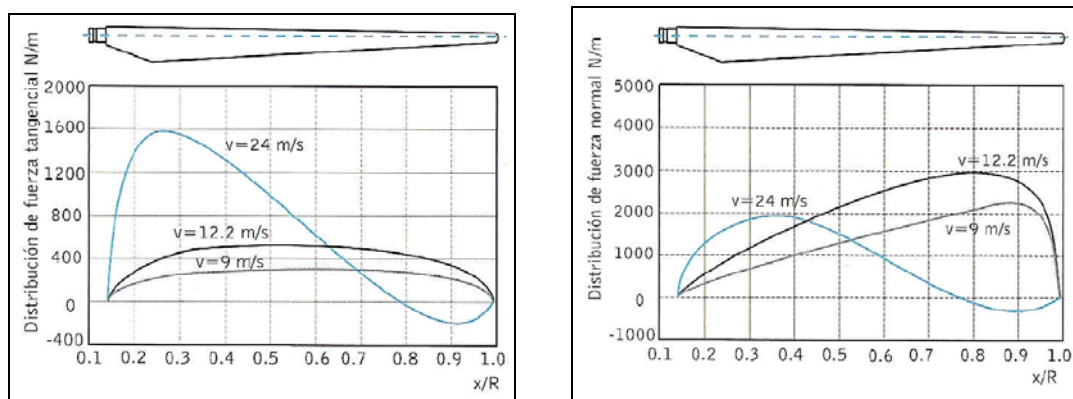 Distribución de fuerza tangencial N/m
2000
1600
1200
800
400
0
-400
v=24 m/s
v=12.2 m/s
v=9 m/s
0.1 0.2 0.3 0.4 0.5 0.6 0.7 0.8 0.9 1.0
x/R
Distribución de fuerza normal N/m
5000
4000
3000
2000
1000
0
-1000
v=12.2 m/s
v=24 m/s
v=9 m/s
0.1 0.2 0.3 0.4 0.5 0.6 0.7 0.8 0.9 1.0
x/R